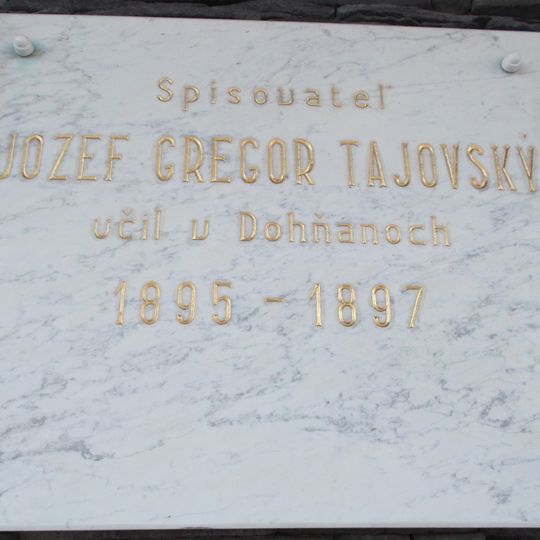 Spisovateľ
JOZEF GREGOR TAJOVSKÝ
učil v Dohňanoch
1895 - 1897